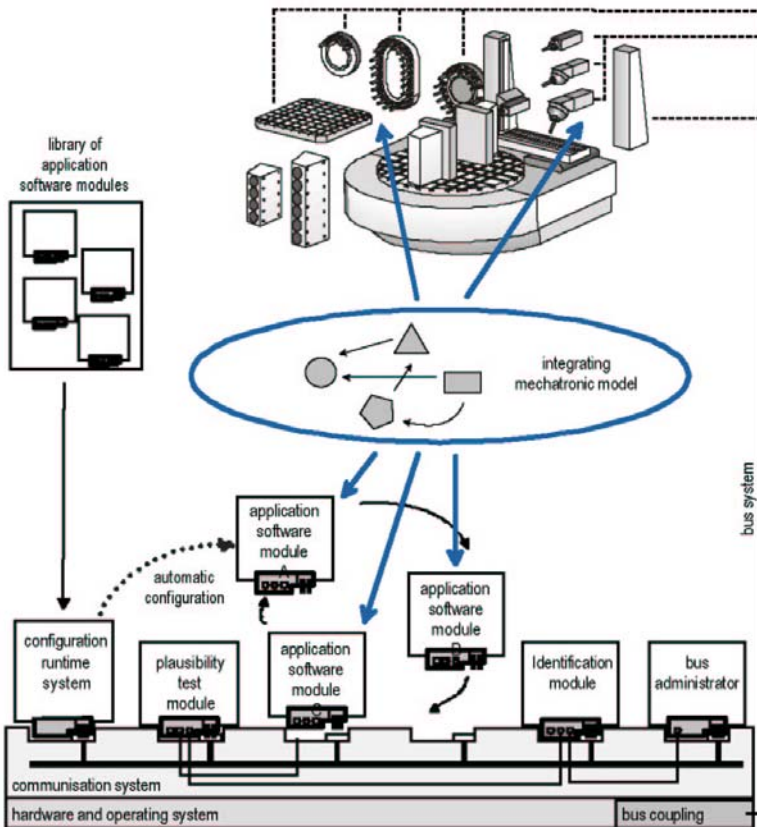 library of
application
software modules
integrating
mechatronic model
bus system
application
software
module
A
automatic
configuration
application
software
module
configuration
runtime
system
plausibility
test
module
application
software
module
C
Identification
module
bus
administrator
communisation system
hardware and operating system
bus coupling